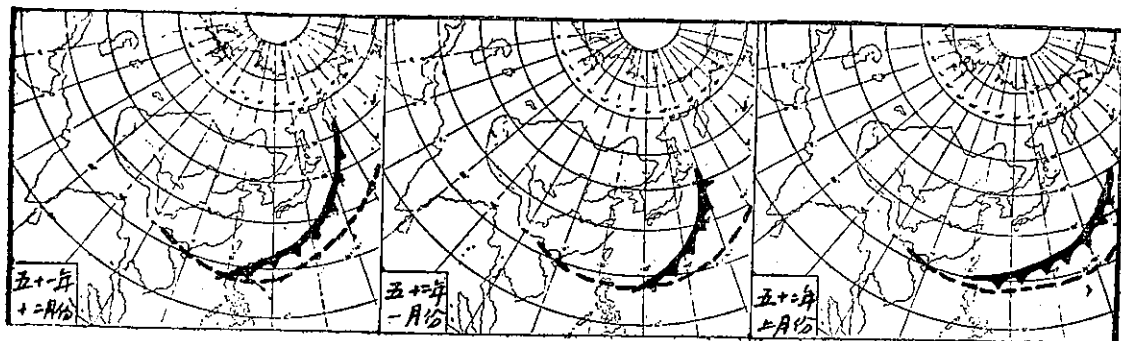 五十一年
十二月份
五十二年
一月份
五十二年
二月份